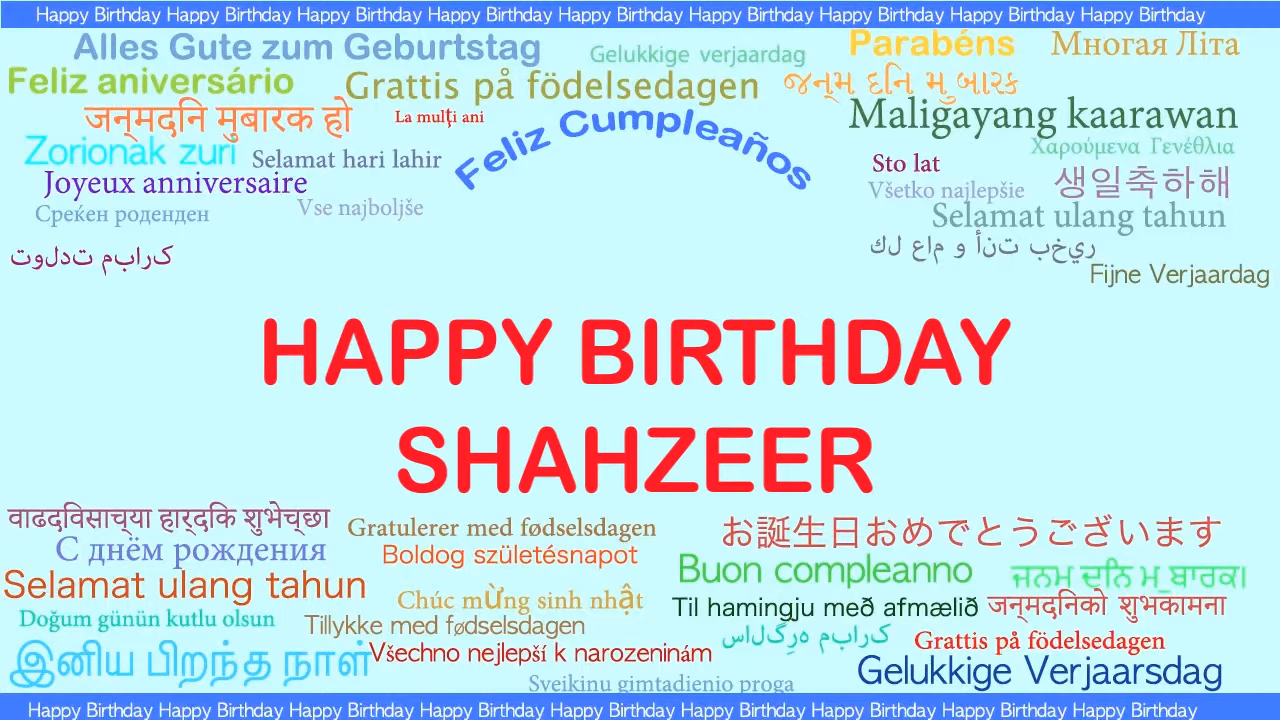 Happy Birthday Happy Birthday Happy Birthday Happy Birthday Happy Birthday Happy Birthday Happy Birthday Happy Birthday Happy Birthday
Alles Gute zum Geburtstag
Gelukkige verjaardag
Parabéns
Многая Літа
Feliz aniversário
Grattis på födelsedagen
જન્મ દિન મુબારક
जन्मदिन मुबारक हो
La mulţi ani
Feliz Cumpleaños
Maligayang kaarawan
Zorionak zuri
Selamat hari lahir
Sto lat
Χαρούμενα Γενέθλια
Joyeux anniversaire
Všetko najlepšie
생일축하해
Среќен роденден
Vse najboljše
Selamat ulang tahun
تولدت مبارک
كل عام و أنت بخير
Fijne Verjaardag
HAPPY BIRTHDAY
SHAHZEER
वाढदिवसाच्या हार्दिक शुभेच्छा
Gratulerer med fødselsdagen
お誕生日おめでとうございます
С днём рождения
Boldog születésnapot
Buon compleanno
ਜਨਮ ਦਿਨ ਮੁਬਾਰਕ।
Selamat ulang tahun
Chúc mừng sinh nhật
Til hamingju með afmælið
जन्मदिनको शुभकामना
Doğum günün kutlu olsun
Tillykke med fødselsdagen
سالگرہ مبارک
Grattis på födelsedagen
இனிய பிறந்த நாள்
Všechno nejlepší k narozeninám
Gelukkige Verjaarsdag
Sveikinu gimtadienio proga
Happy Birthday Happy Birthday Happy Birthday Happy Birthday Happy Birthday Happy Birthday Happy Birthday Happy Birthday Happy Birthday